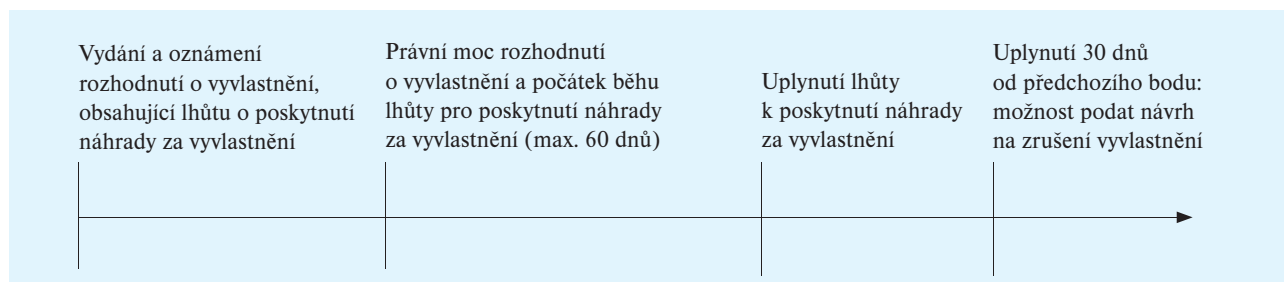 Vydání a oznámení
rozhodnutí o vyvlastnění,
obsahující lhůtu o poskytnutí
náhrady za vyvlastnění
Právní moc rozhodnutí
o vyvlastnění a počátek běhu
lhůty pro poskytnutí náhrady
za vyvlastnění (max. 60 dnů)
Uplynutí lhůty
k poskytnutí náhrady
za vyvlastnění
Uplynutí 30 dnů
od předchozího bodu:
možnost podat návrh
na zrušení vyvlastnění